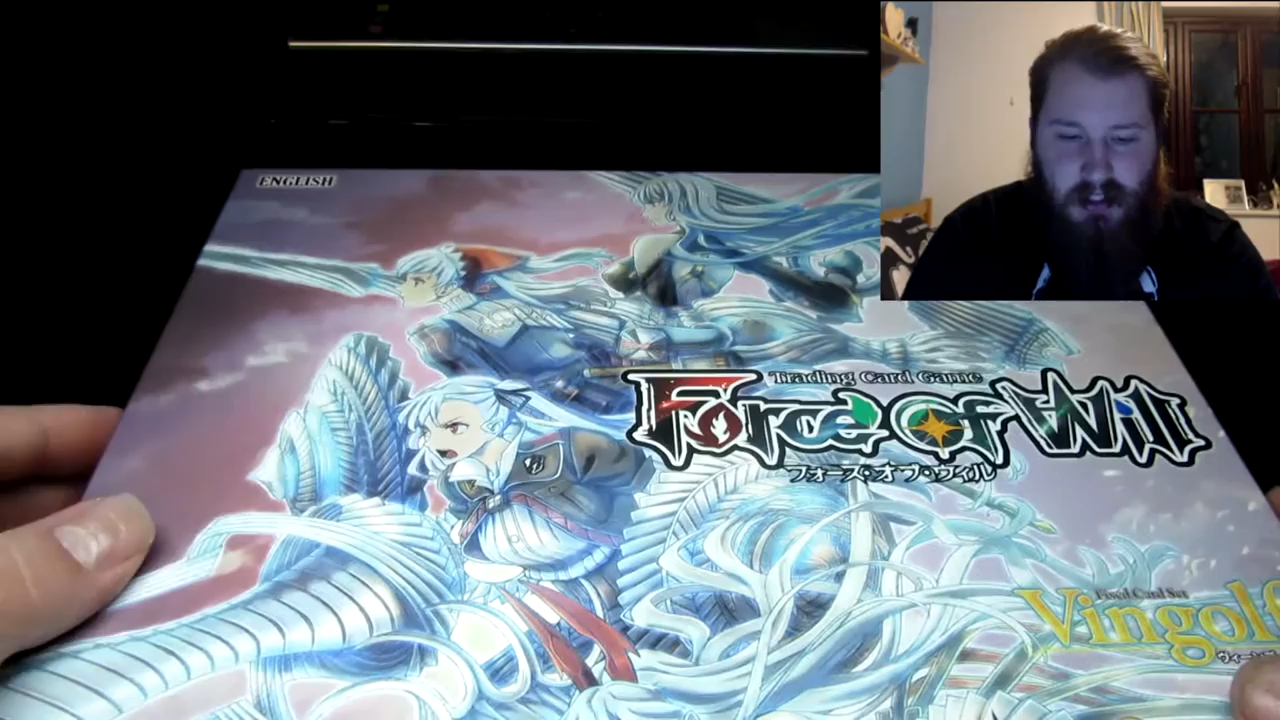 ENGLISH
Trading Card Game
Force of Will
フォース・オブ・ヴィル
Fixed Card Set
Vingolf